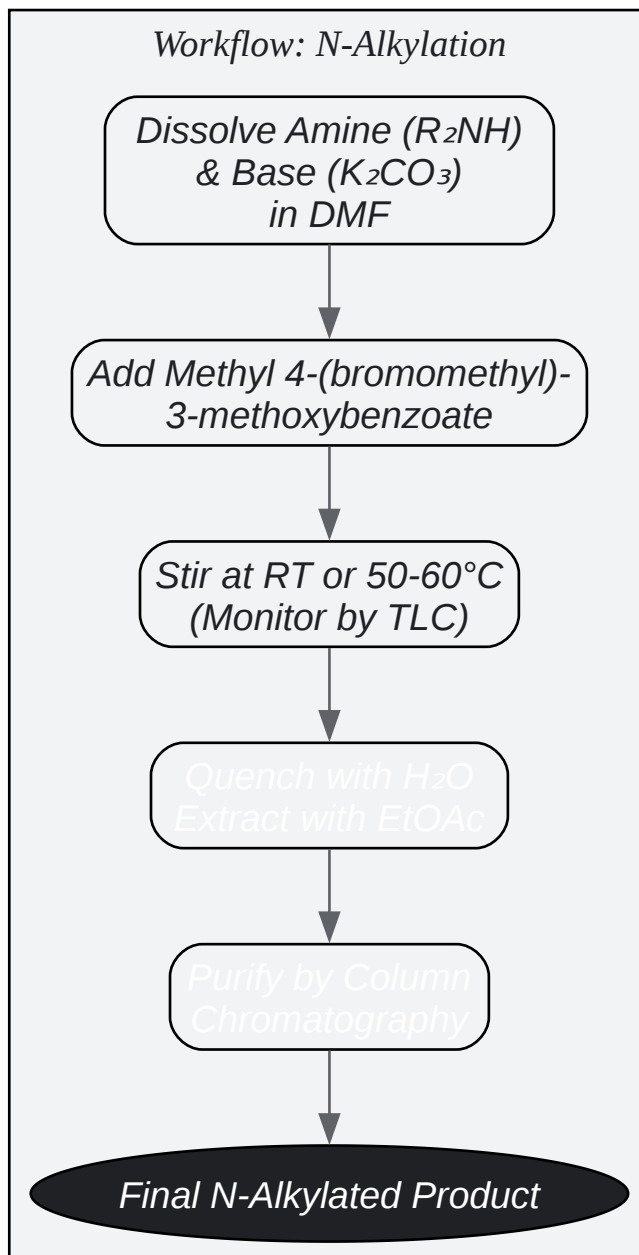 Workflow: N-Alkylation
Dissolve Amine (R₂NH)
& Base (K₂CO₃)
in DMF
Add Methyl 4-(bromomethyl)-
3-methoxybenzoate
Stir at RT or 50-60°C
(Monitor by TLC)
Quench with H₂O
Extract with EtOAc
Purify by Column
Chromatography
Final N-Alkylated Product